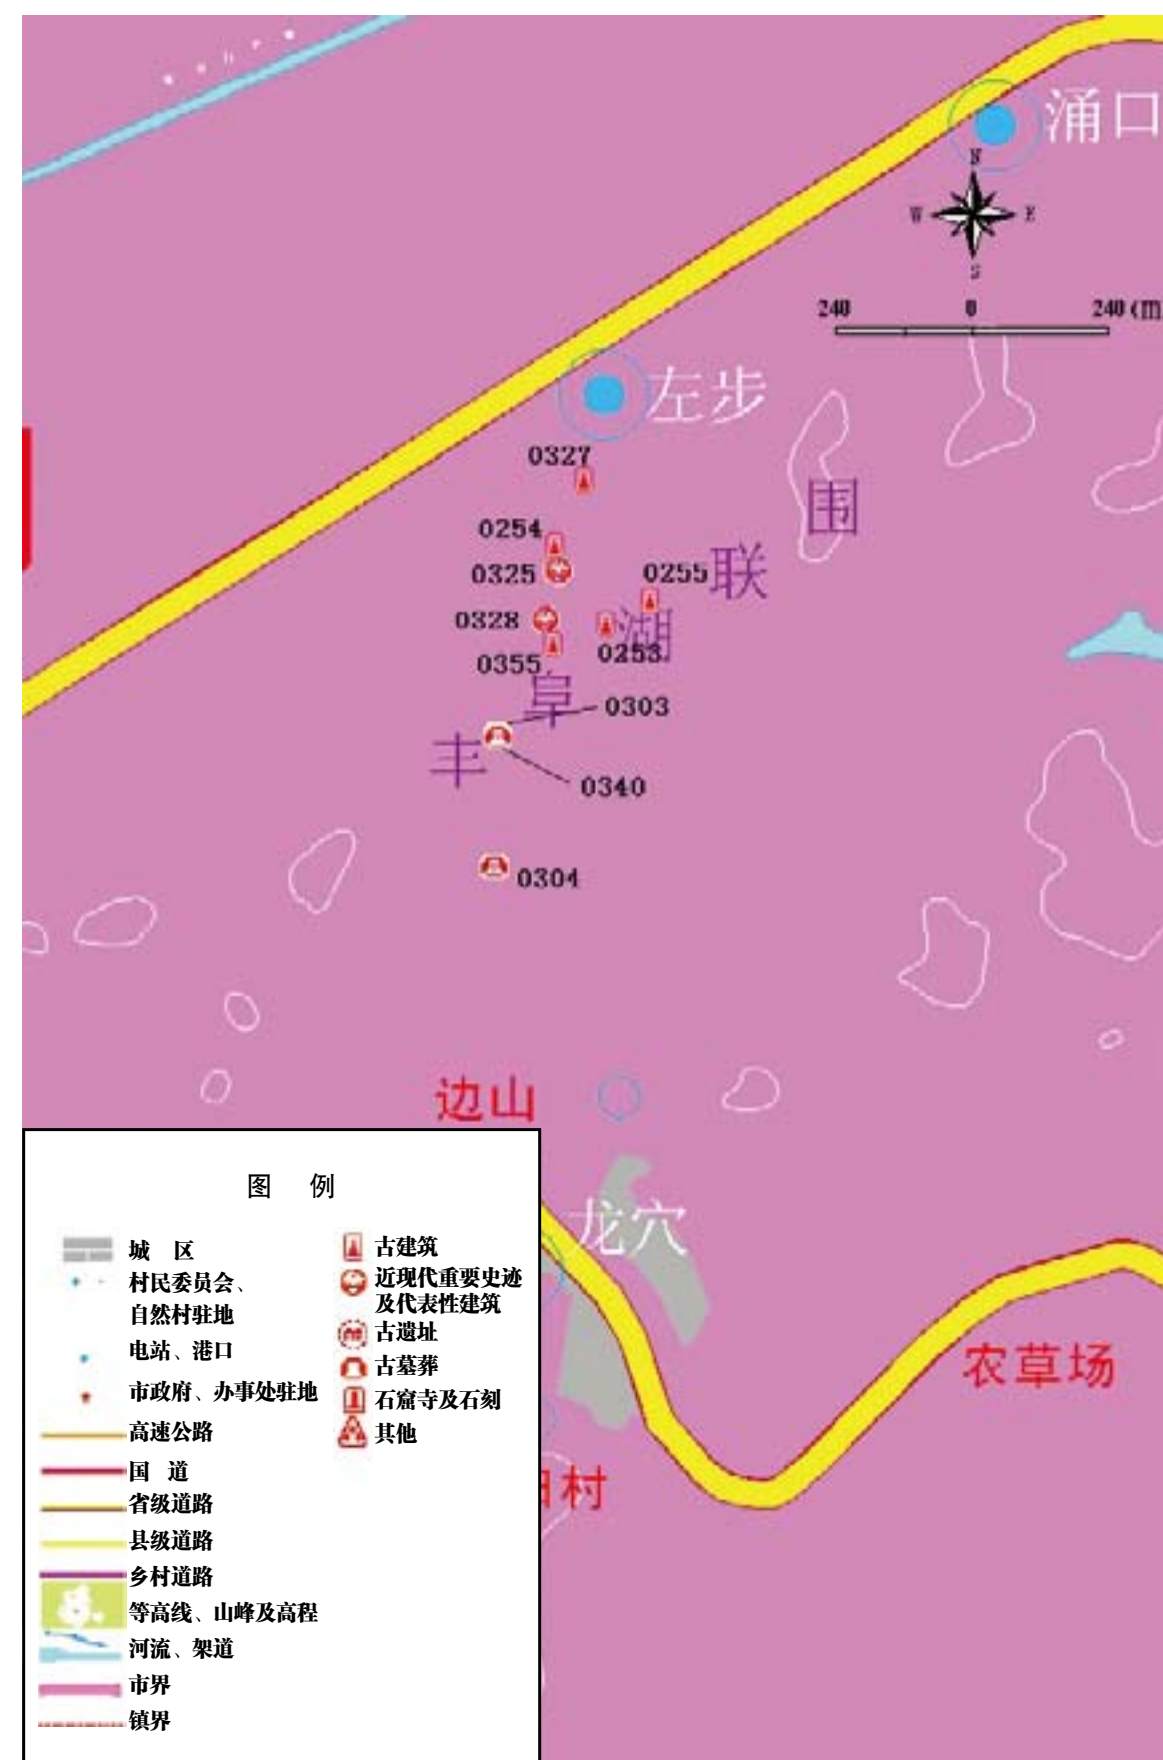 涌口
N
W E
S
240 0 240 (m
左步
0327
围
0254
联
0325
0255
0328
湖
0253
0355
阜
0303
丰
0340
0304
边山
龙穴
农草场
村
图 例
城 区
村民委员会、
自然村驻地
电站、港口
市政府、办事处驻地
高速公路
国 道
省级道路
县级道路
乡村道路
等高线、山峰及高程
河流、架道
市界
镇界
古建筑
近现代重要史迹
及代表性建筑
古遗址
古墓葬
石窟寺及石刻
其他